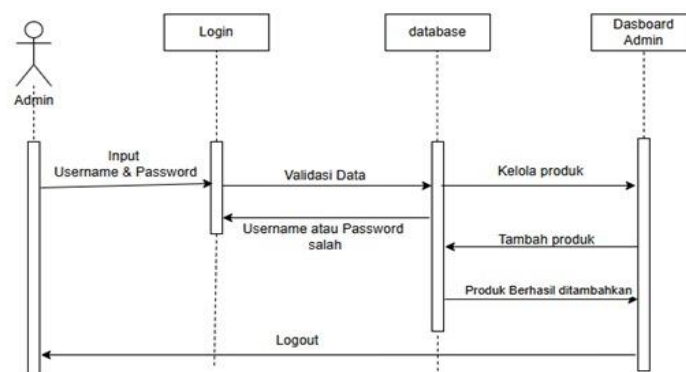 Login
database
Dasboard
Admin
Admin
Input
Username & Password
Validasi Data
Kelola produk
Username atau Password
salah
Tambah produk
Produk Berhasil ditambahkan
Logout